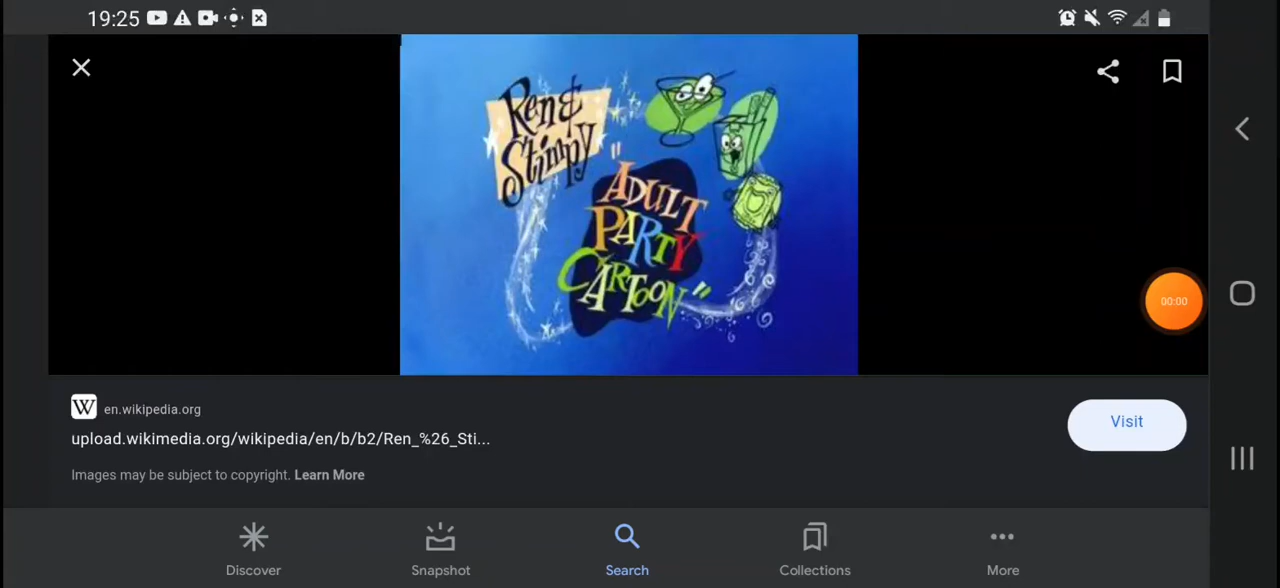 19:25
Ren &
Stimpy
"ADULT
PARTY
CARTOON"
00:00
W en.wikipedia.org
upload.wikimedia.org/wikipedia/en/b/b2/Ren_%26_Sti...
Visit
Images may be subject to copyright. Learn More
Discover
Snapshot
Search
Collections
More